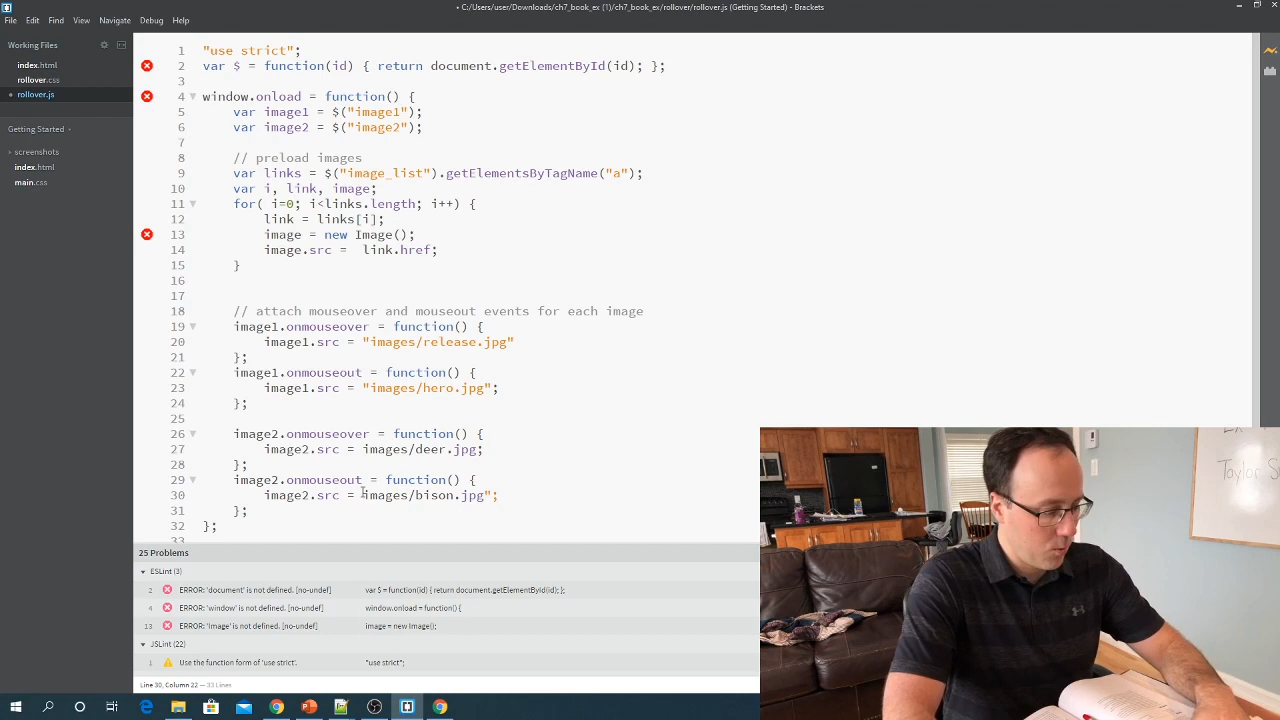 • C:/Users/user/Downloads/ch7_book_ex (1)/ch7_book_ex/rollover/rollover.js (Getting Started) - Brackets
File Edit Find View Navigate Debug Help
Working Files
index.html
rollover.css
• rollover.js
Getting Started
screenshots
index.html
main.css
1 "use strict";
2 var $ = function(id) { return document.getElementById(id); };
3
4 window.onload = function() {
5 var image1 = $("image1");
6 var image2 = $("image2");
7
8 // preload images
9 var links = $("image_list").getElementsByTagName("a");
10 var i, link, image;
11 for( i=0; i<links.length; i++) {
12 link = links[i];
13 image = new Image();
14 image.src =  link.href;
15 }
16
17
18 // attach mouseover and mouseout events for each image
19 image1.onmouseover = function() {
20 image1.src = "images/release.jpg"
21 };
22 image1.onmouseout = function() {
23 image1.src = "images/hero.jpg";
24 };
25
26 image2.onmouseover = function() {
27 image2.src = images/deer.jpg;
28 };
29 image2.onmouseout = function() {
30 image2.src = images/bison.jpg";
31 };
32 };
33
25 Problems
ESLint (3)
2 ERROR: 'document' is not defined. [no-undef] var $ = function(id) { return document.getElementById(id); };
4 ERROR: 'window' is not defined. [no-undef] window.onload = function() {
13 ERROR: 'Image' is not defined. [no-undef] image = new Image();
JSLint (22)
1 Use the function form of 'use strict'. "use strict";
Line 30, Column 22 — 33 Lines
Taylor S